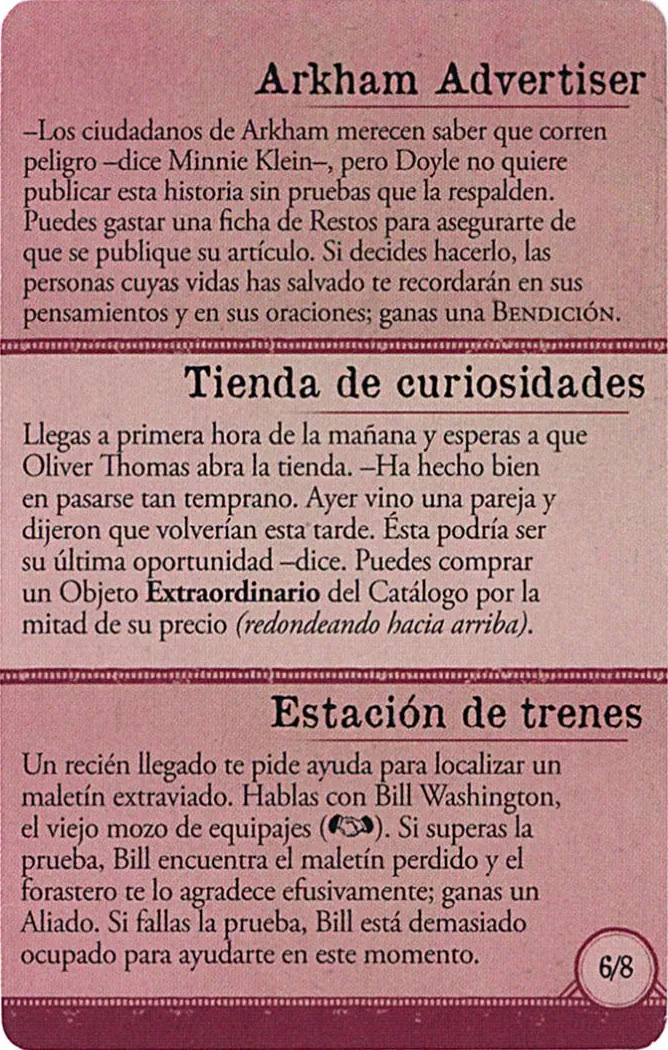 Arkham Advertiser
–Los ciudadanos de Arkham merecen saber que corren
peligro –dice Minnie Klein–, pero Doyle no quiere
publicar esta historia sin pruebas que la respalden.
Puedes gastar una ficha de Restos para asegurarte de
que se publique su artículo. Si decides hacerlo, las
personas cuyas vidas has salvado te recordarán en sus
pensamientos y en sus oraciones; ganas una BENDICIÓN.
Tienda de curiosidades
Llegas a primera hora de la mañana y esperas a que
Oliver Thomas abra la tienda. –Ha hecho bien
en pasarse tan temprano. Ayer vino una pareja y
dijeron que volverían esta tarde. Ésta podría ser
su última oportunidad –dice. Puedes comprar
un Objeto Extraordinario del Catálogo por la
mitad de su precio (redondeando hacia arriba).
Estación de trenes
Un recién llegado te pide ayuda para localizar un
maletín extraviado. Hablas con Bill Washington,
el viejo mozo de equipajes (). Si superas la
prueba, Bill encuentra el maletín perdido y el
forastero te lo agradece efusivamente; ganas un
Aliado. Si fallas la prueba, Bill está demasiado
ocupado para ayudarte en este momento.
6/8